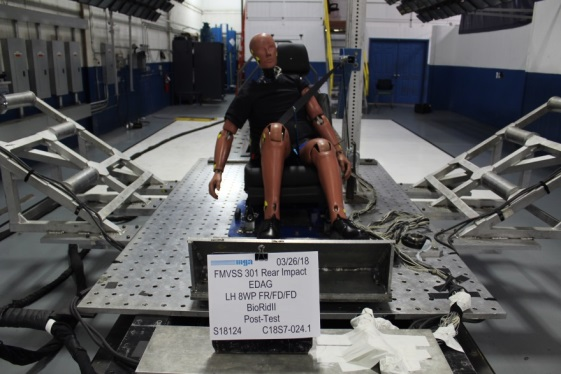 mga 03/26/18
FMVSS 301 Rear Impact
EDAG
LH 8WP FR/FD/FD
BioRidII
Post-Test
S18124 C18S7-024.1